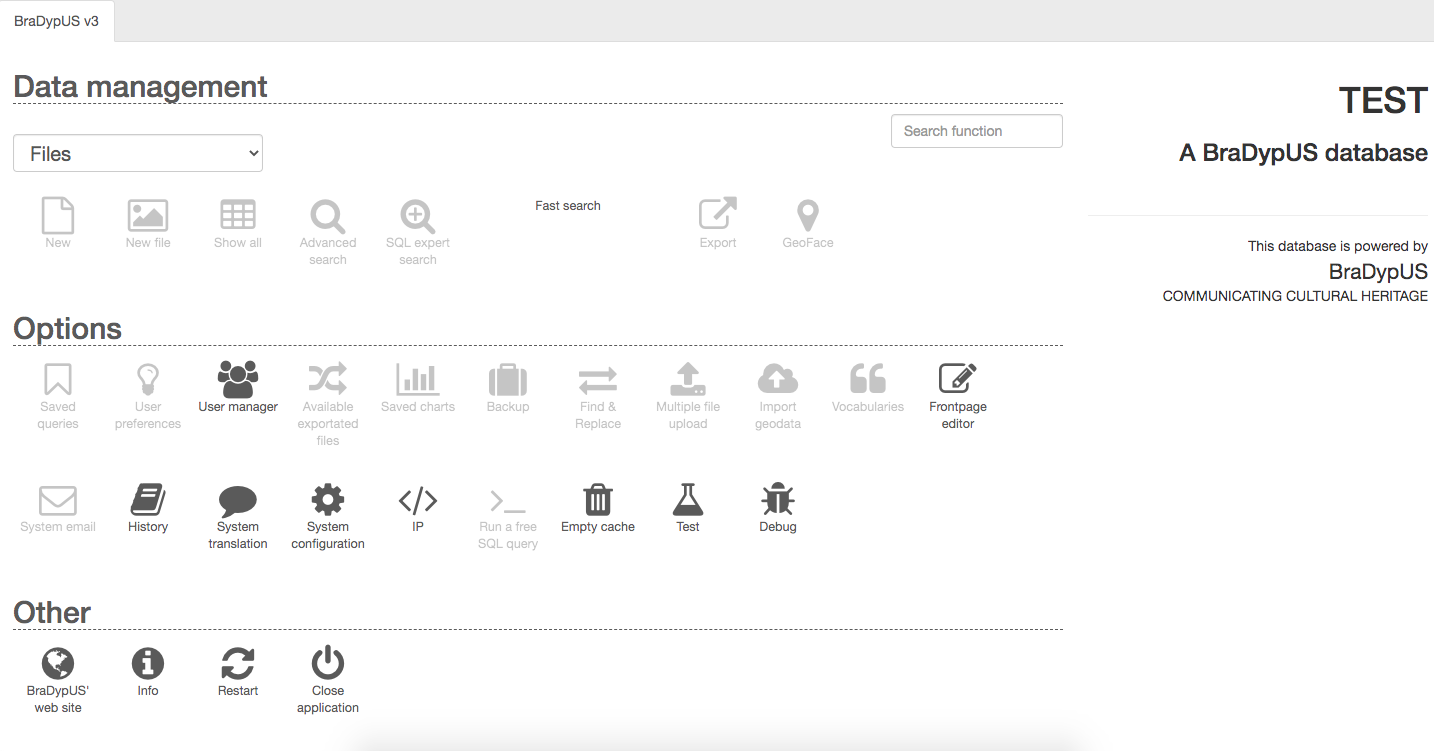 BraDypUS v3
Data management
Files
Search function
New
New file
Show all
Advanced
search
SQL expert
search
Fast search
Export
GeoFace
Options
Saved
queries
User
preferences
User manager
Available
exportated
files
Saved charts
Backup
Find &
Replace
Multiple file
upload
Import
geodata
Vocabularies
Frontpage
editor
System email
History
System
translation
System
configuration
IP
Run a free
SQL query
Empty cache
Test
Debug
Other
BraDypUS'
web site
Info
Restart
Close
application
TEST
A BraDypUS database
This database is powered by
BraDypUS
COMMUNICATING CULTURAL HERITAGE